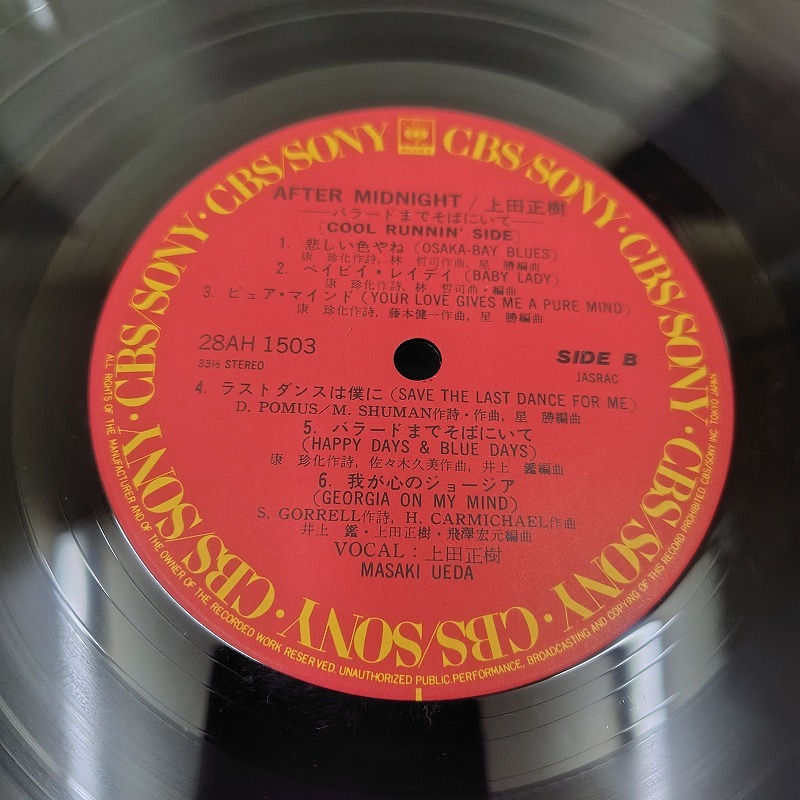 CBS/SONY · CBS/SONY · CBS/SONY · CBS/SONY · CBS/SONY · CBS/SONY · CBS/SONY · CBS/SONY
SONY
AFTER MIDNIGHT / 上田正樹
—バラードまでそばにいて—
[COOL RUNNIN' SIDE]
1. 悲しい色やね (OSAKA-BAY BLUES)
康 珍化作詩, 林 哲司作曲, 星 勝編曲
2. ベイビイ・レイデイ (BABY LADY)
康 珍化作詩, 林 哲司作曲・編曲
3. ピュア・マインド (YOUR LOVE GIVES ME A PURE MIND)
康 珍化作詩, 藤本健一作曲, 星 勝編曲
28AH 1503
33⅓ STEREO
SIDE B
JASRAC
4. ラストダンスは僕に (SAVE THE LAST DANCE FOR ME)
D. POMUS/M. SHUMAN作詩・作曲, 星 勝編曲
5. バラードまでそばにいて
(HAPPY DAYS & BLUE DAYS)
康 珍化作詩, 佐々木久美作曲, 井上 鑑編曲
6. 我が心のジョージア
(GEORGIA ON MY MIND)
S. GORRELL作詩, H. CARMICHAEL作曲
井上 鑑・上田正樹・飛澤宏元編曲
VOCAL : 上田正樹
MASAKI UEDA
ALL RIGHTS OF THE MANUFACTURER AND OF THE OWNER OF THE RECORDED WORK RESERVED. UNAUTHORIZED PUBLIC PERFORMANCE, BROADCASTING AND COPYING OF THIS RECORD PROHIBITED. CBS/SONY INC. TOKYO JAPAN